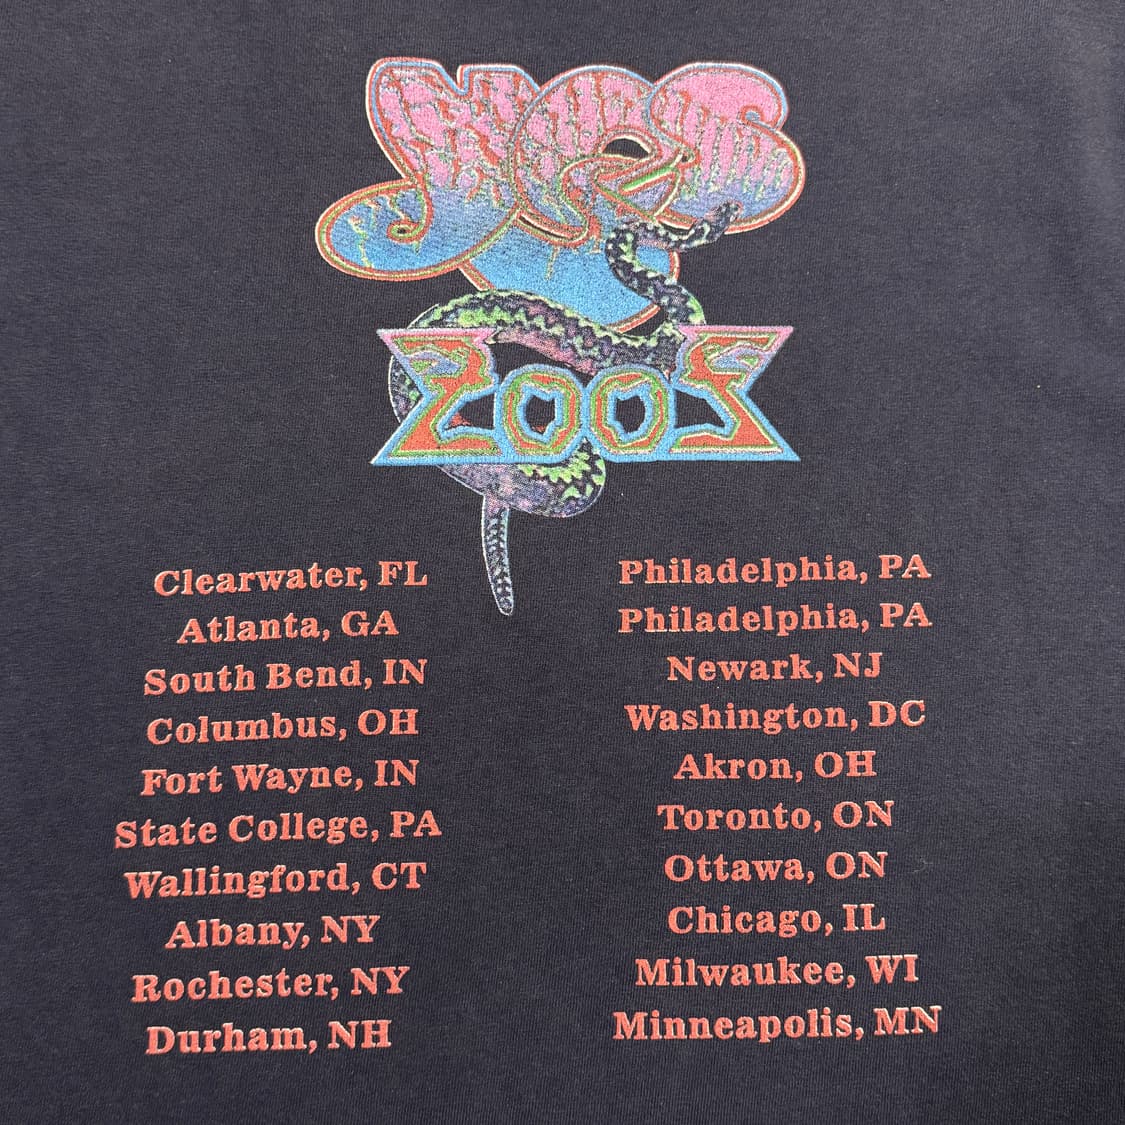 YES
2005
Clearwater, FL
Atlanta, GA
South Bend, IN
Columbus, OH
Fort Wayne, IN
State College, PA
Wallingford, CT
Albany, NY
Rochester, NY
Durham, NH
Philadelphia, PA
Philadelphia, PA
Newark, NJ
Washington, DC
Akron, OH
Toronto, ON
Ottawa, ON
Chicago, IL
Milwaukee, WI
Minneapolis, MN